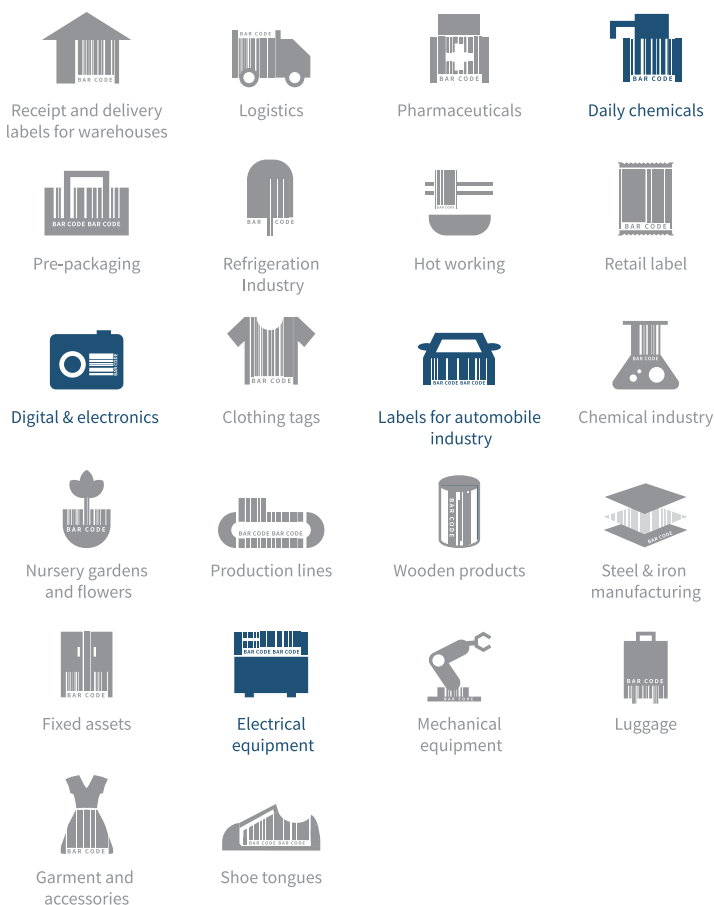 BAR CODE
BAR CODE
BAR CODE
BAR CODE
Receipt and delivery
labels for warehouses
Logistics
Pharmaceuticals
Daily chemicals
BAR CODE BAR CODE
BAR CODE
BAR CODE
BAR CODE
Pre-packaging
Refrigeration
Industry
Hot working
Retail label
BAR CODE
BAR CODE
BAR CODE BAR CODE
BAR CODE
Digital & electronics
Clothing tags
Labels for automobile
industry
Chemical industry
BAR CODE
BAR CODE BAR CODE
BAR CODE
BAR CODE
Nursery gardens
and flowers
Production lines
Wooden products
Steel & iron
manufacturing
BAR CODE
BAR CODE BAR CODE
BAR CODE
BAR CODE
Fixed assets
Electrical
equipment
Mechanical
equipment
Luggage
BAR CODE
BAR CODE BAR CODE
Garment and
accessories
Shoe tongues